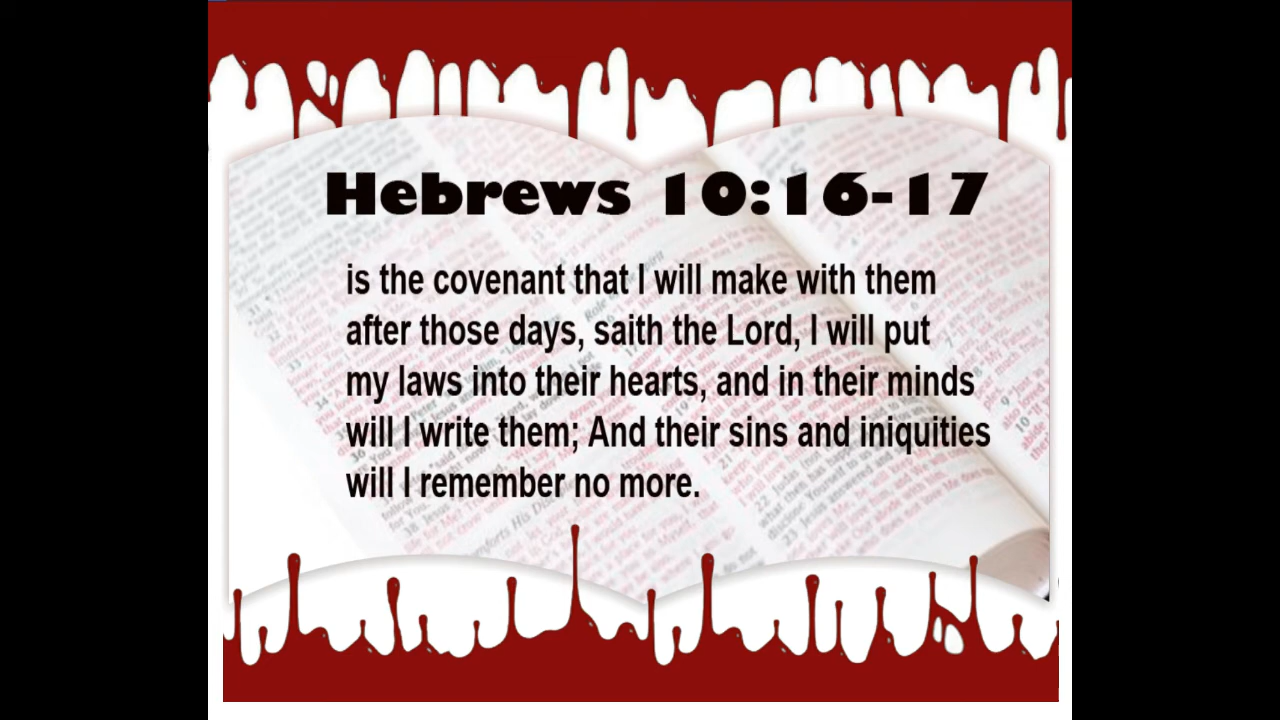 Hebrews 10:16-17
is the covenant that I will make with them
after those days, saith the Lord, I will put
my laws into their hearts, and in their minds
will I write them; And their sins and iniquities
will I remember no more.